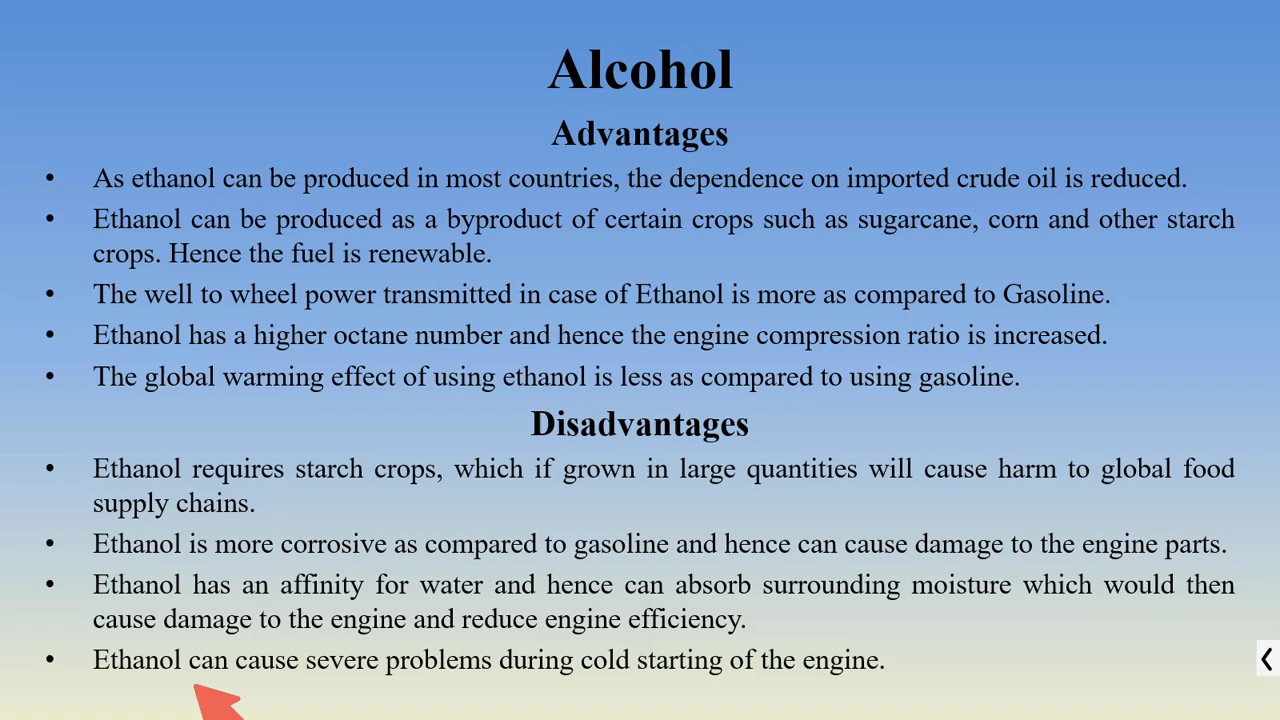 Alcohol
Advantages
• As ethanol can be produced in most countries, the dependence on imported crude oil is reduced.
• Ethanol can be produced as a byproduct of certain crops such as sugarcane, corn and other starch
crops. Hence the fuel is renewable.
• The well to wheel power transmitted in case of Ethanol is more as compared to Gasoline.
• Ethanol has a higher octane number and hence the engine compression ratio is increased.
• The global warming effect of using ethanol is less as compared to using gasoline.
Disadvantages
• Ethanol requires starch crops, which if grown in large quantities will cause harm to global food
supply chains.
• Ethanol is more corrosive as compared to gasoline and hence can cause damage to the engine parts.
• Ethanol has an affinity for water and hence can absorb surrounding moisture which would then
cause damage to the engine and reduce engine efficiency.
• Ethanol can cause severe problems during cold starting of the engine.